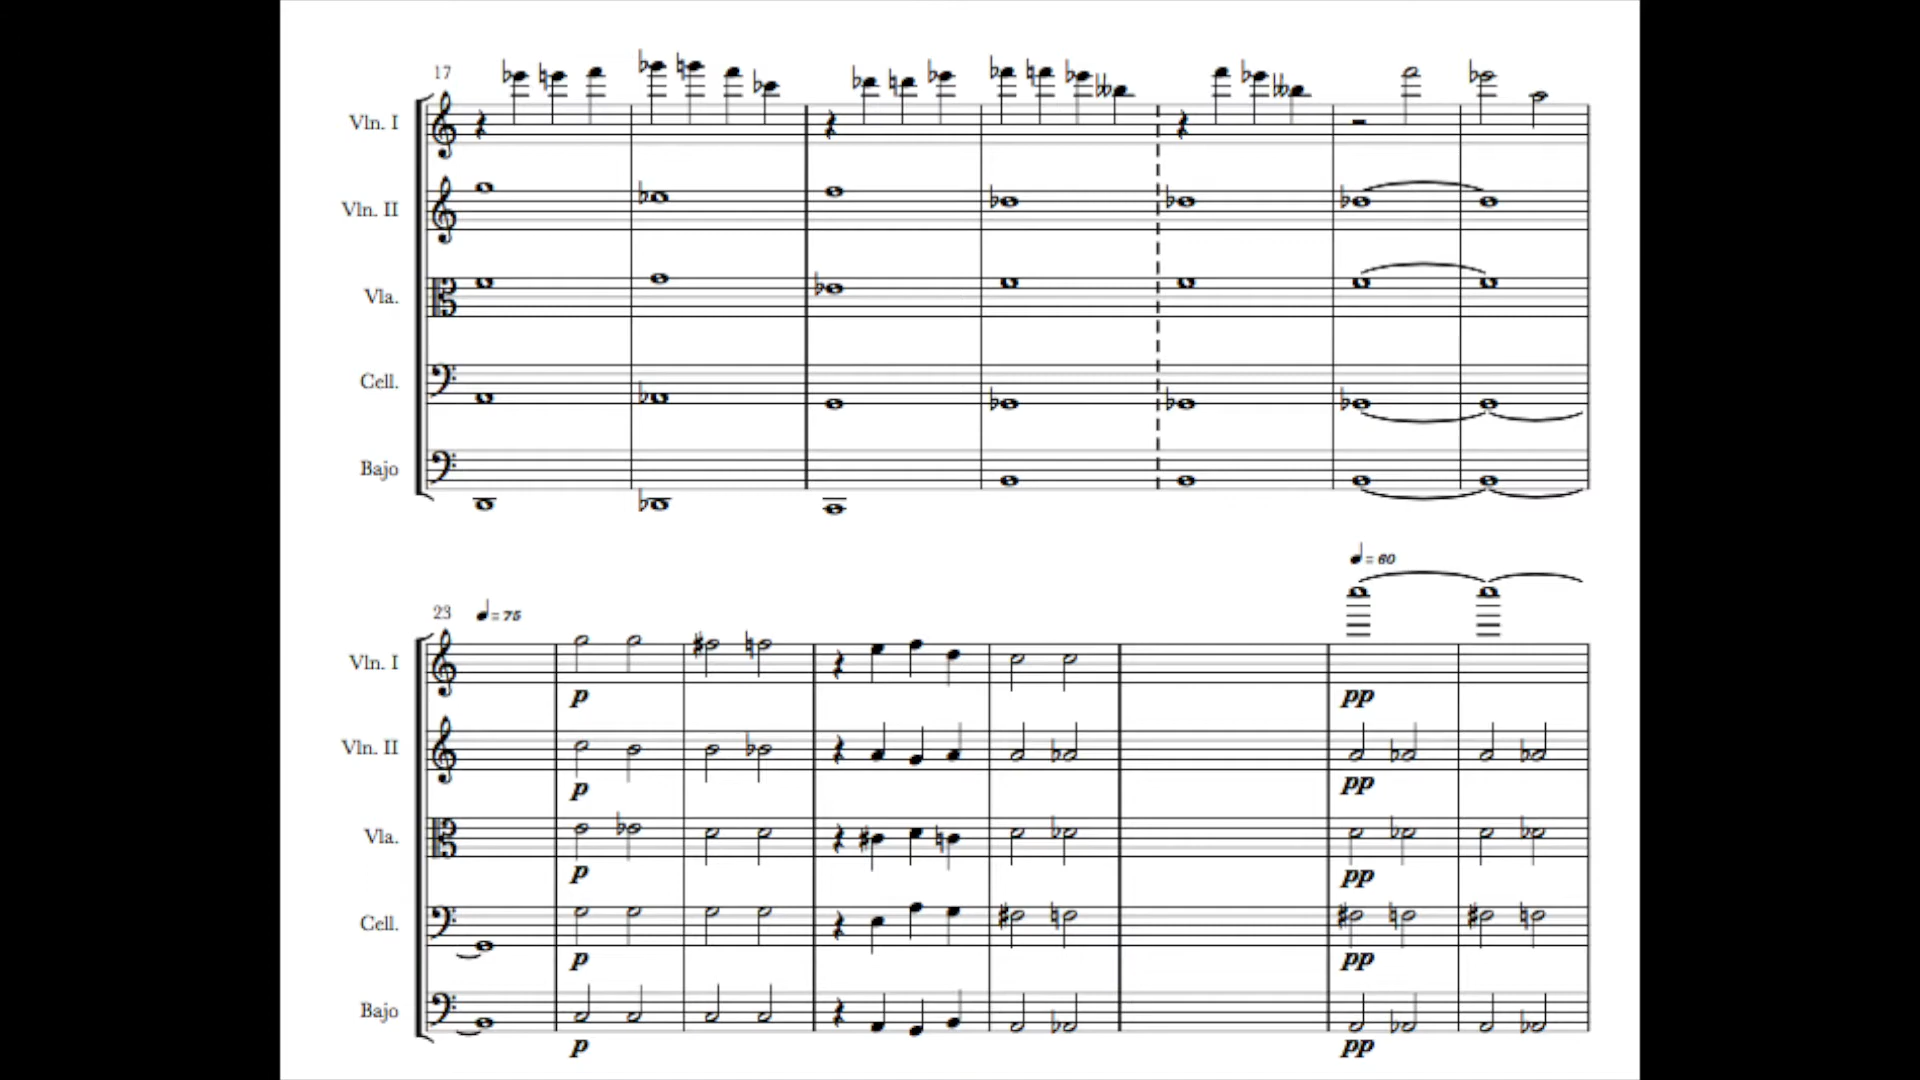 17
Vln. I
Vln. II
Vla.
Cell.
Bajo
♩ = 60
23 ♩ = 75
Vln. I
p pp
Vln. II
p pp
Vla.
p pp
Cell.
p pp
Bajo
p pp